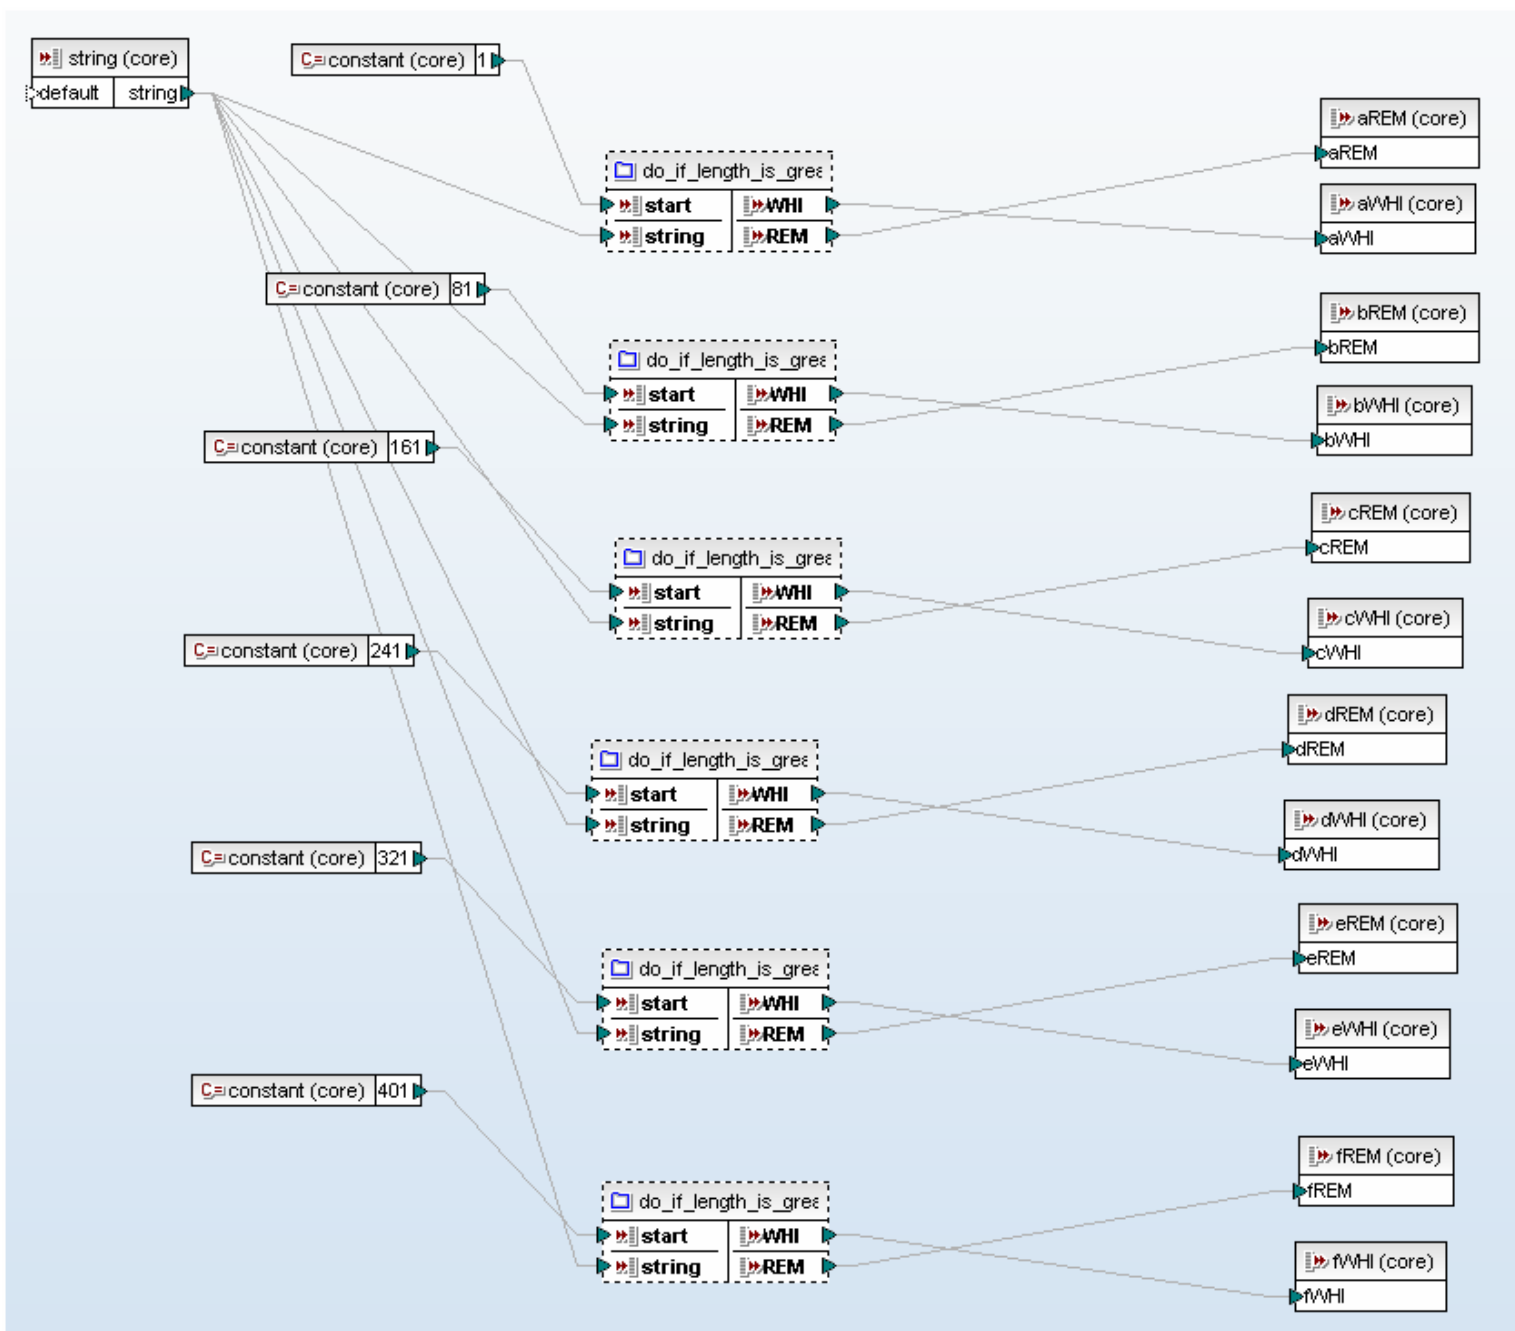 string (core)
default string
constant (core) 1
aREM (core)
aREM
do_if_length_is_grea
start WHI
string REM
aWHI (core)
aWHI
constant (core) 81
bREM (core)
bREM
do_if_length_is_grea
start WHI
string REM
bWHI (core)
bWHI
constant (core) 161
cREM (core)
cREM
do_if_length_is_grea
start WHI
string REM
cWHI (core)
cWHI
constant (core) 241
dREM (core)
dREM
do_if_length_is_grea
start WHI
string REM
dWHI (core)
dWHI
constant (core) 321
eREM (core)
eREM
do_if_length_is_grea
start WHI
string REM
eWHI (core)
eWHI
constant (core) 401
fREM (core)
fREM
do_if_length_is_grea
start WHI
string REM
fWHI (core)
fWHI